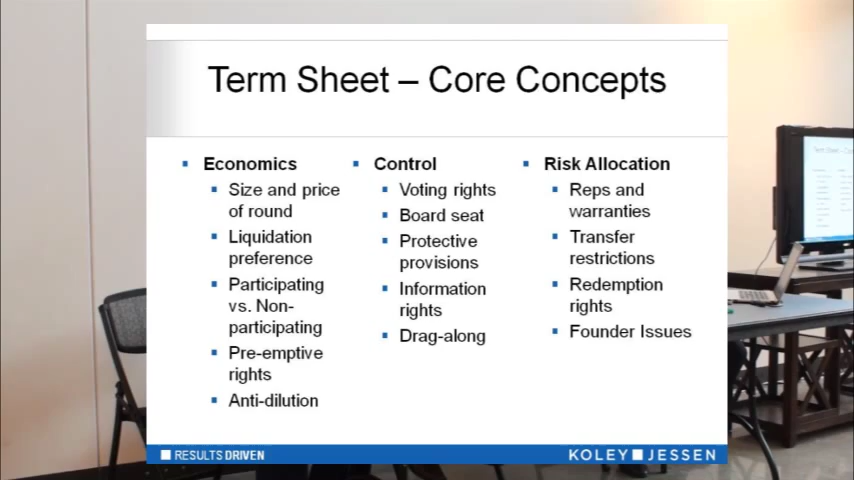 Term Sheet – Core Concepts
Economics
Size and price
of round
Liquidation
preference
Participating
vs. Non-
participating
Pre-emptive
rights
Anti-dilution
Control
Voting rights
Board seat
Protective
provisions
Information
rights
Drag-along
Risk Allocation
Reps and
warranties
Transfer
restrictions
Redemption
rights
Founder Issues
RESULTS DRIVEN
KOLEY JESSEN